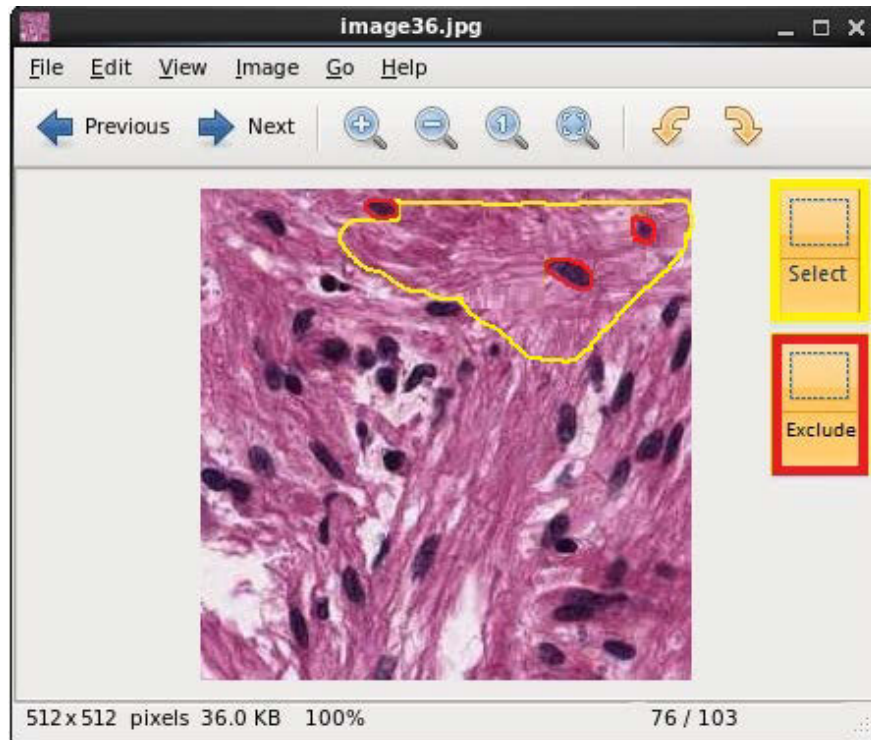 image36.jpg
File Edit View Image Go Help
Previous Next
Select
Exclude
512x512 pixels 36.0 KB 100% 76 / 103